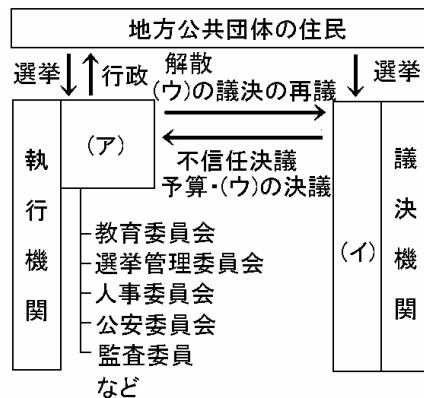 地方公共団体の住民
選挙
行政
解散
(ウ)の議決の再議
選挙
執行機関
(ア)
不信任決議
予算・(ウ)の決議
(イ)
議決機関
教育委員会
選挙管理委員会
人事委員会
公安委員会
監査委員
など